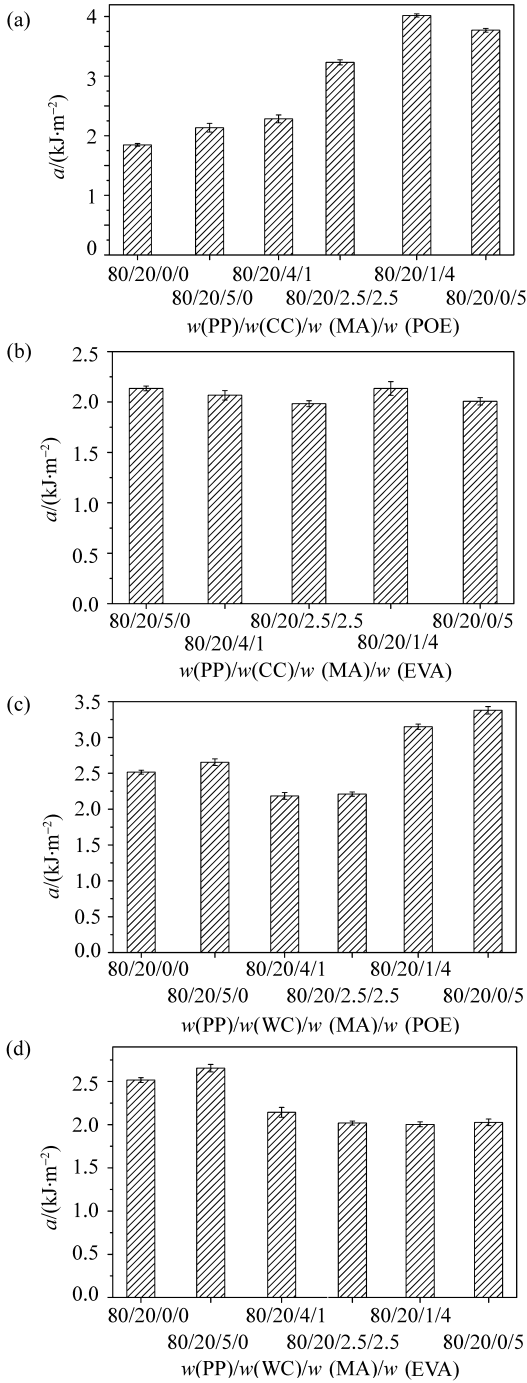 (a)
a/(kJ·m⁻²)
4
3
2
1
0
80/20/0/0 80/20/4/1 80/20/1/4
80/20/5/0 80/20/2.5/2.5 80/20/0/5
w(PP)/w(CC)/w (MA)/w (POE)
(b)
a/(kJ·m⁻²)
2.5
2.0
1.5
1.0
0.5
0.0
80/20/5/0 80/20/2.5/2.5 80/20/0/5
80/20/4/1 80/20/1/4
w(PP)/w(CC)/w (MA)/w (EVA)
(c)
a/(kJ·m⁻²)
3.5
3.0
2.5
2.0
1.5
1.0
0.5
0.0
80/20/0/0 80/20/4/1 80/20/1/4
80/20/5/0 80/20/2.5/2.5 80/20/0/5
w(PP)/w(WC)/w (MA)/w (POE)
(d)
a/(kJ·m⁻²)
2.5
2.0
1.5
1.0
0.5
0.0
80/20/0/0 80/20/4/1 80/20/1/4
80/20/5/0 80/20/2.5/2.5 80/20/0/5
w(PP)/w(WC)/w (MA)/w (EVA)